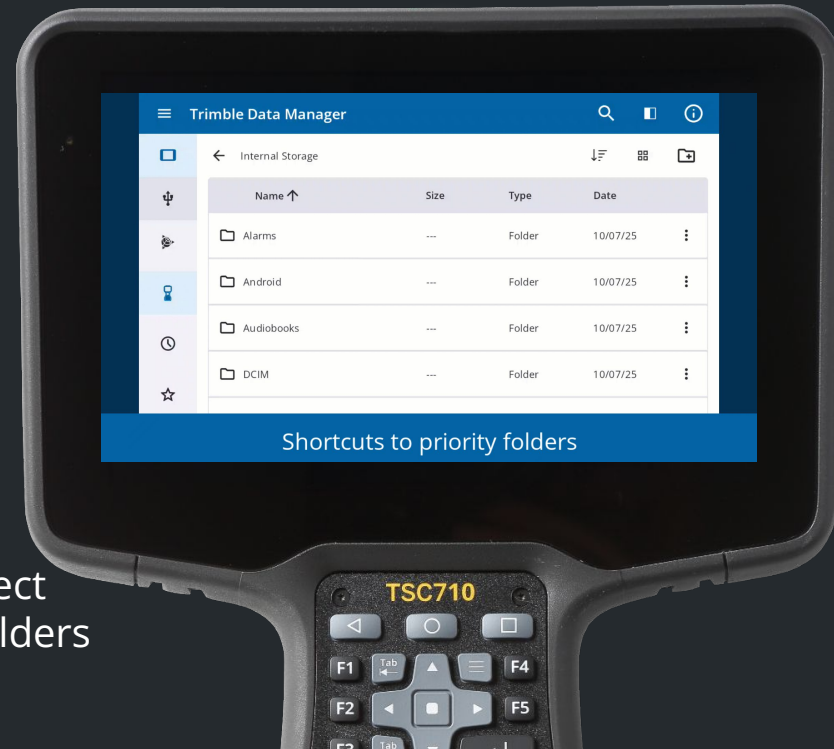 Trimble Data Manager
Internal Storage
Name Size Type Date
Alarms --- Folder 10/07/25
Android --- Folder 10/07/25
Audiobooks --- Folder 10/07/25
DCIM --- Folder 10/07/25
Shortcuts to priority folders
ect
lders
TSC710
F1 Tab F4
F2 F5
F3 Tab